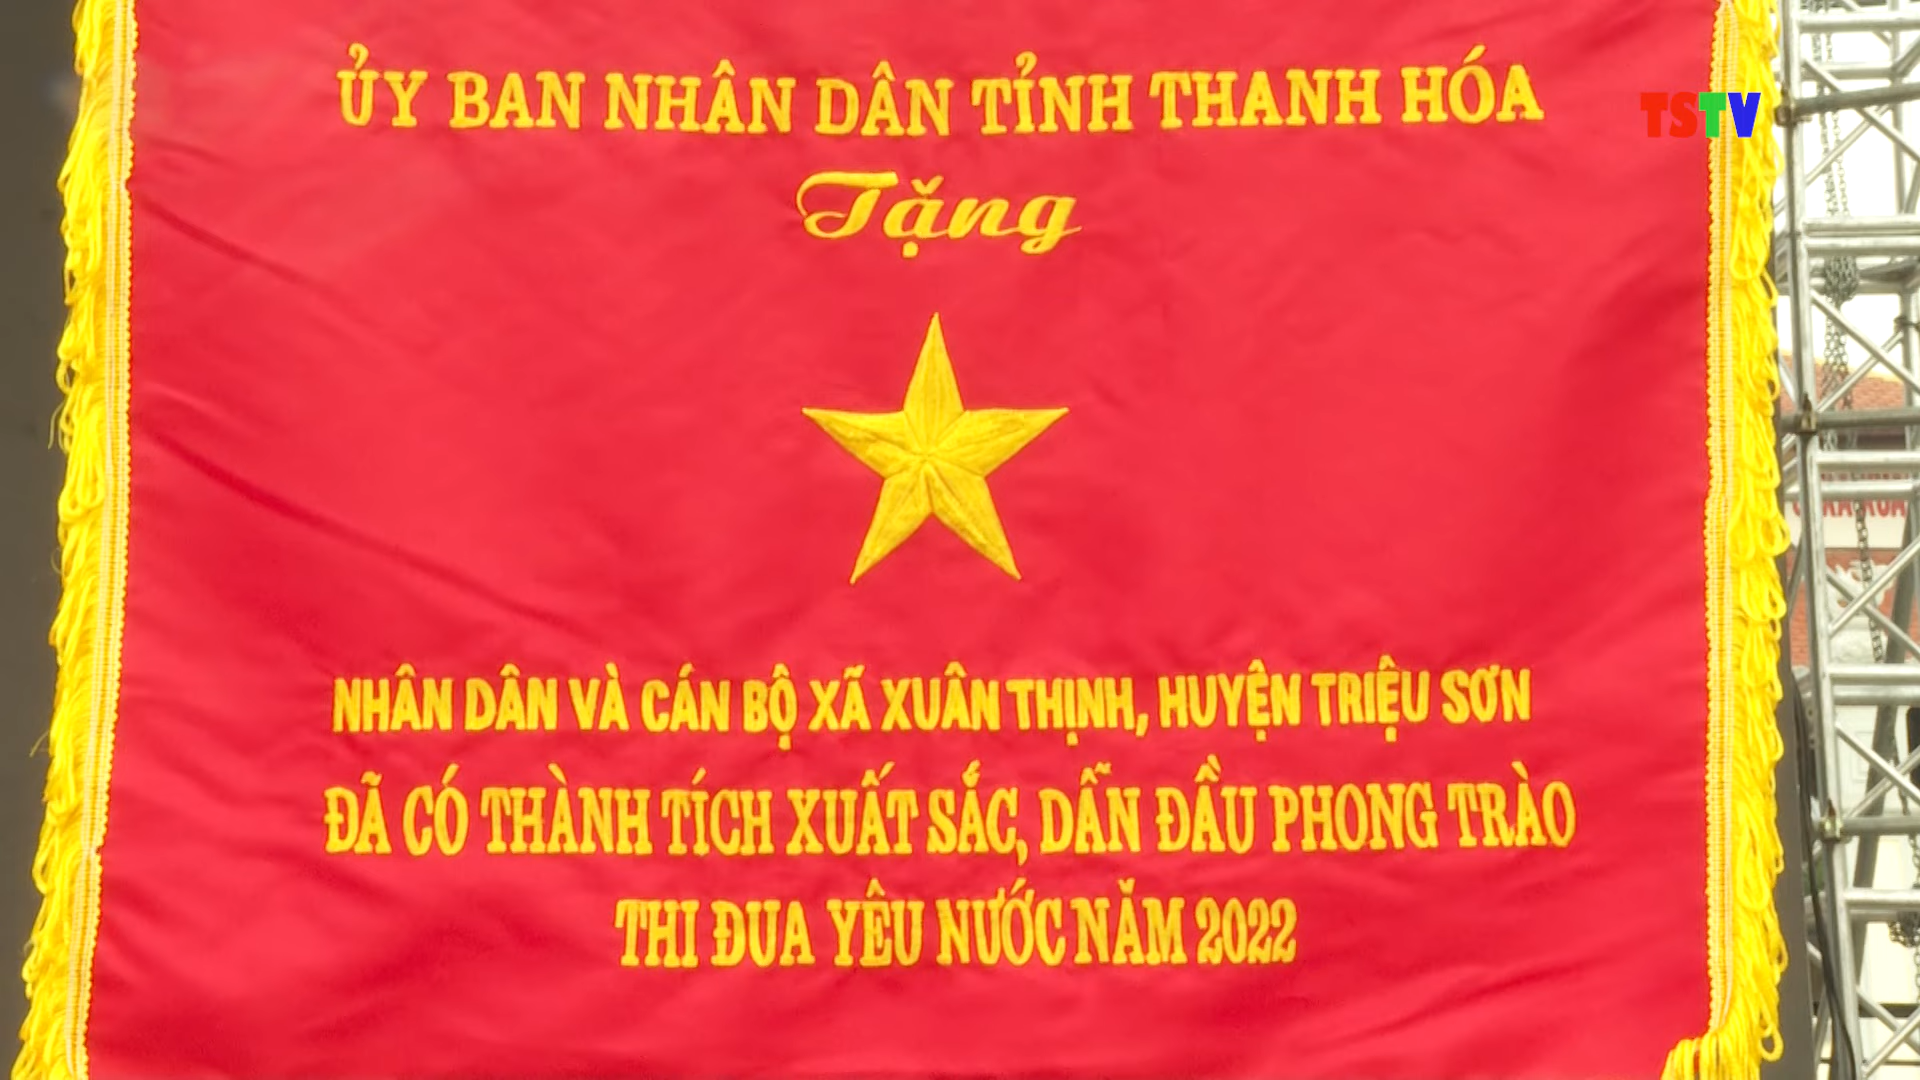 ỦY BAN NHÂN DÂN TỈNH THANH HÓA
TSTV
Tặng
NHÂN DÂN VÀ CÁN BỘ XÃ XUÂN THỊNH, HUYỆN TRIỆU SƠN
ĐÃ CÓ THÀNH TÍCH XUẤT SẮC, DẪN ĐẦU PHONG TRÀO
THI ĐUA YÊU NƯỚC NĂM 2022